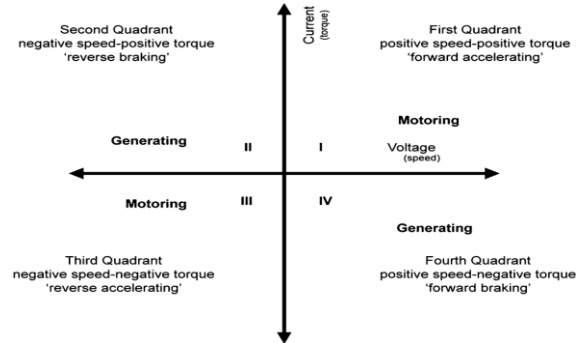 Second Quadrant
negative speed-positive torque
‘reverse braking’
Current
(torque)
First Quadrant
positive speed-positive torque
‘forward accelerating’
Generating
II
I
Motoring
Voltage
(speed)
Motoring
III
IV
Generating
Third Quadrant
negative speed-negative torque
‘reverse accelerating’
Fourth Quadrant
positive speed-negative torque
‘forward braking’